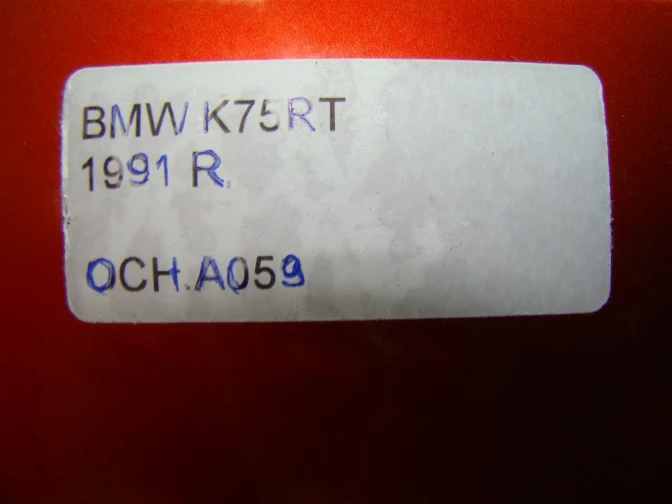 BMW K75RT
1991 R.
OCH.A059